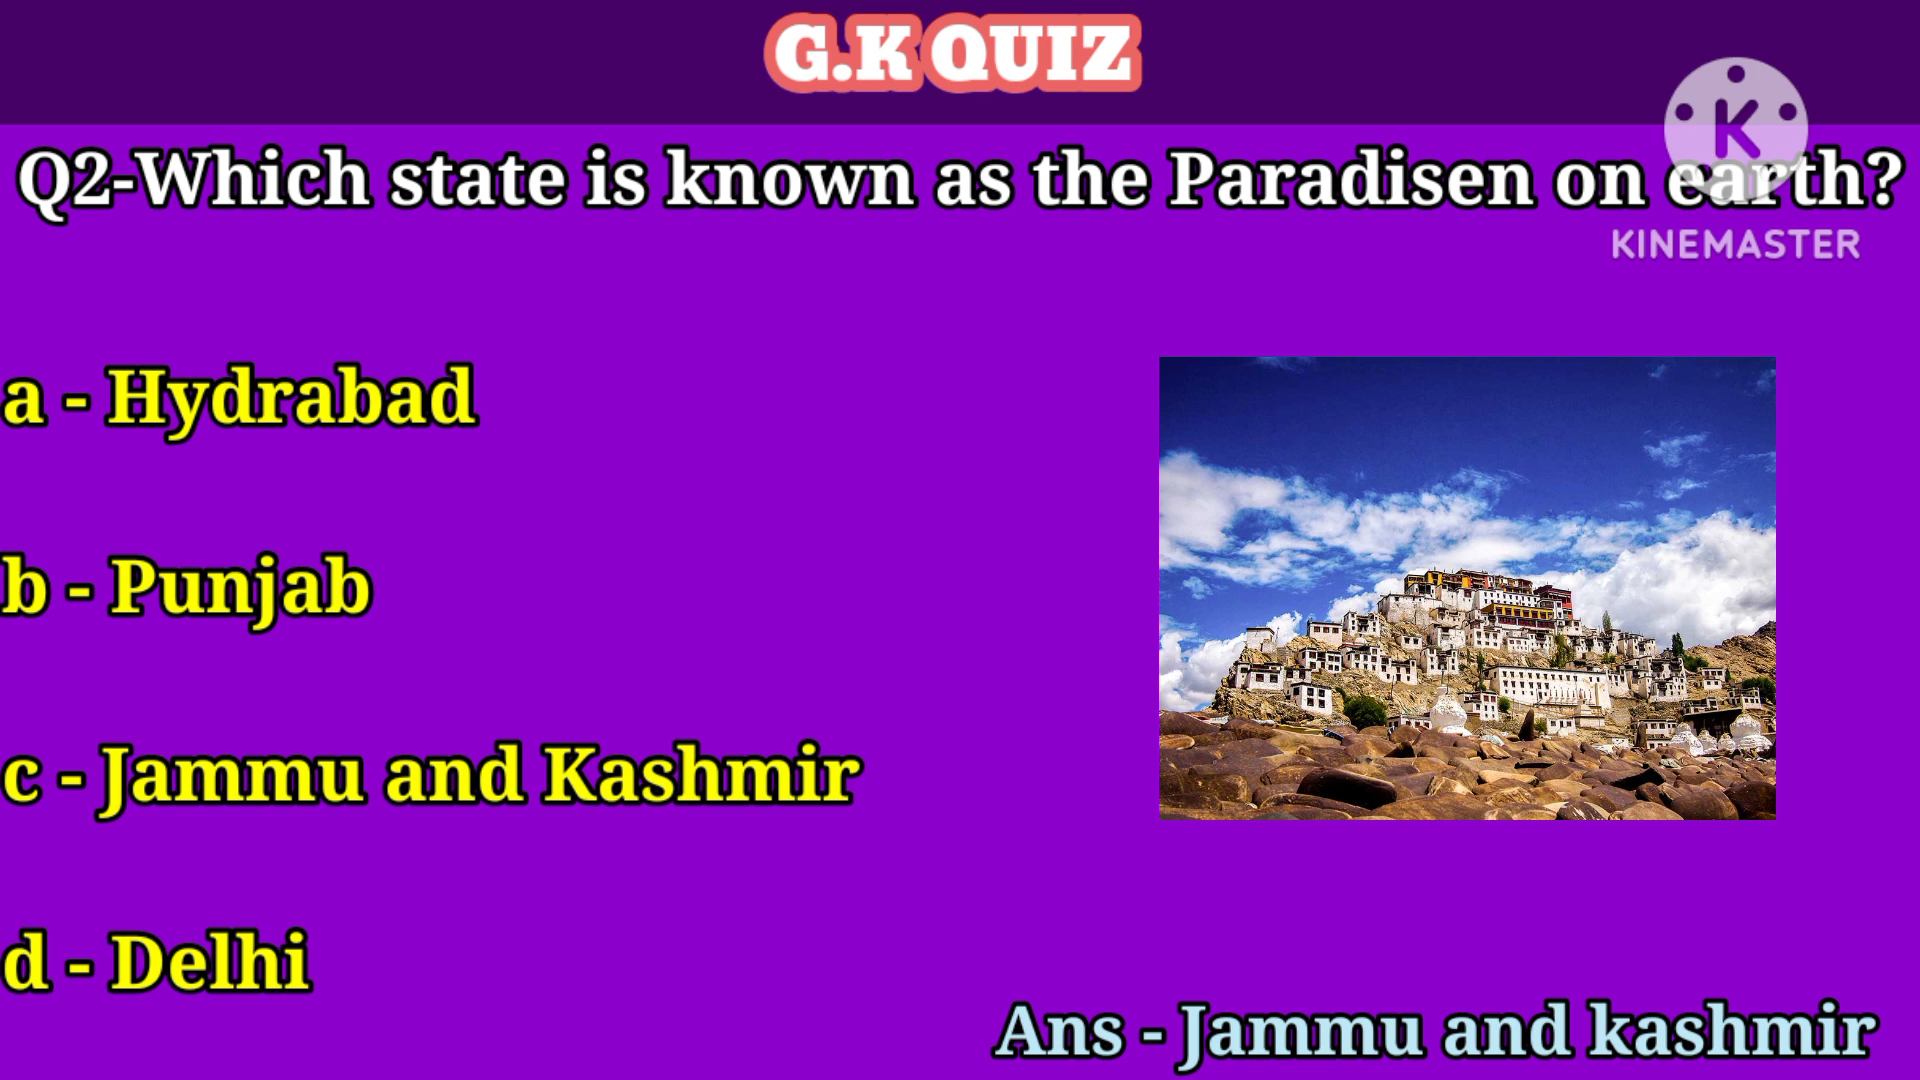 G.K QUIZ
Q2-Which state is known as the Paradisen on earth?
K
KINEMASTER
a - Hydrabad
b - Punjab
c - Jammu and Kashmir
d - Delhi
Ans - Jammu and kashmir